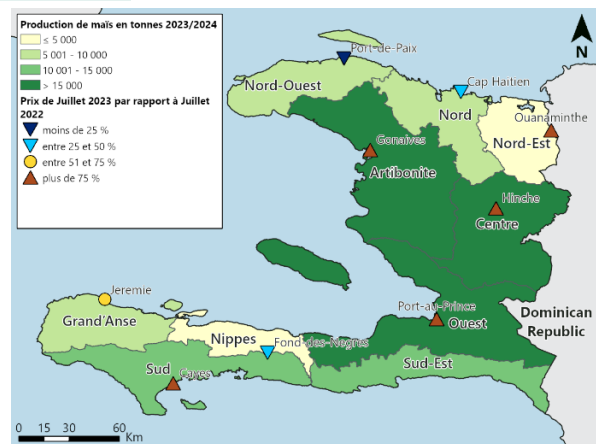 Production de maïs en tonnes 2023/2024
≤ 5 000
5 001 - 10 000
10 001 - 15 000
> 15 000
Prix de Juillet 2023 par rapport à Juillet
2022
moins de 25 %
entre 25 et 50 %
entre 51 et 75 %
plus de 75 %
N
Port-de-Paix
Nord-Ouest
Cap Haïtien
Nord
Ouanaminthe
Nord-Est
Gonaïves
Artibonite
Hinche
Centre
Jeremie
Grand'Anse
Port-au-Prince
Ouest
Dominican
Republic
Nippes
Fond-des-Negres
Sud-Est
Sud
Cayes
0 15 30 60
Km